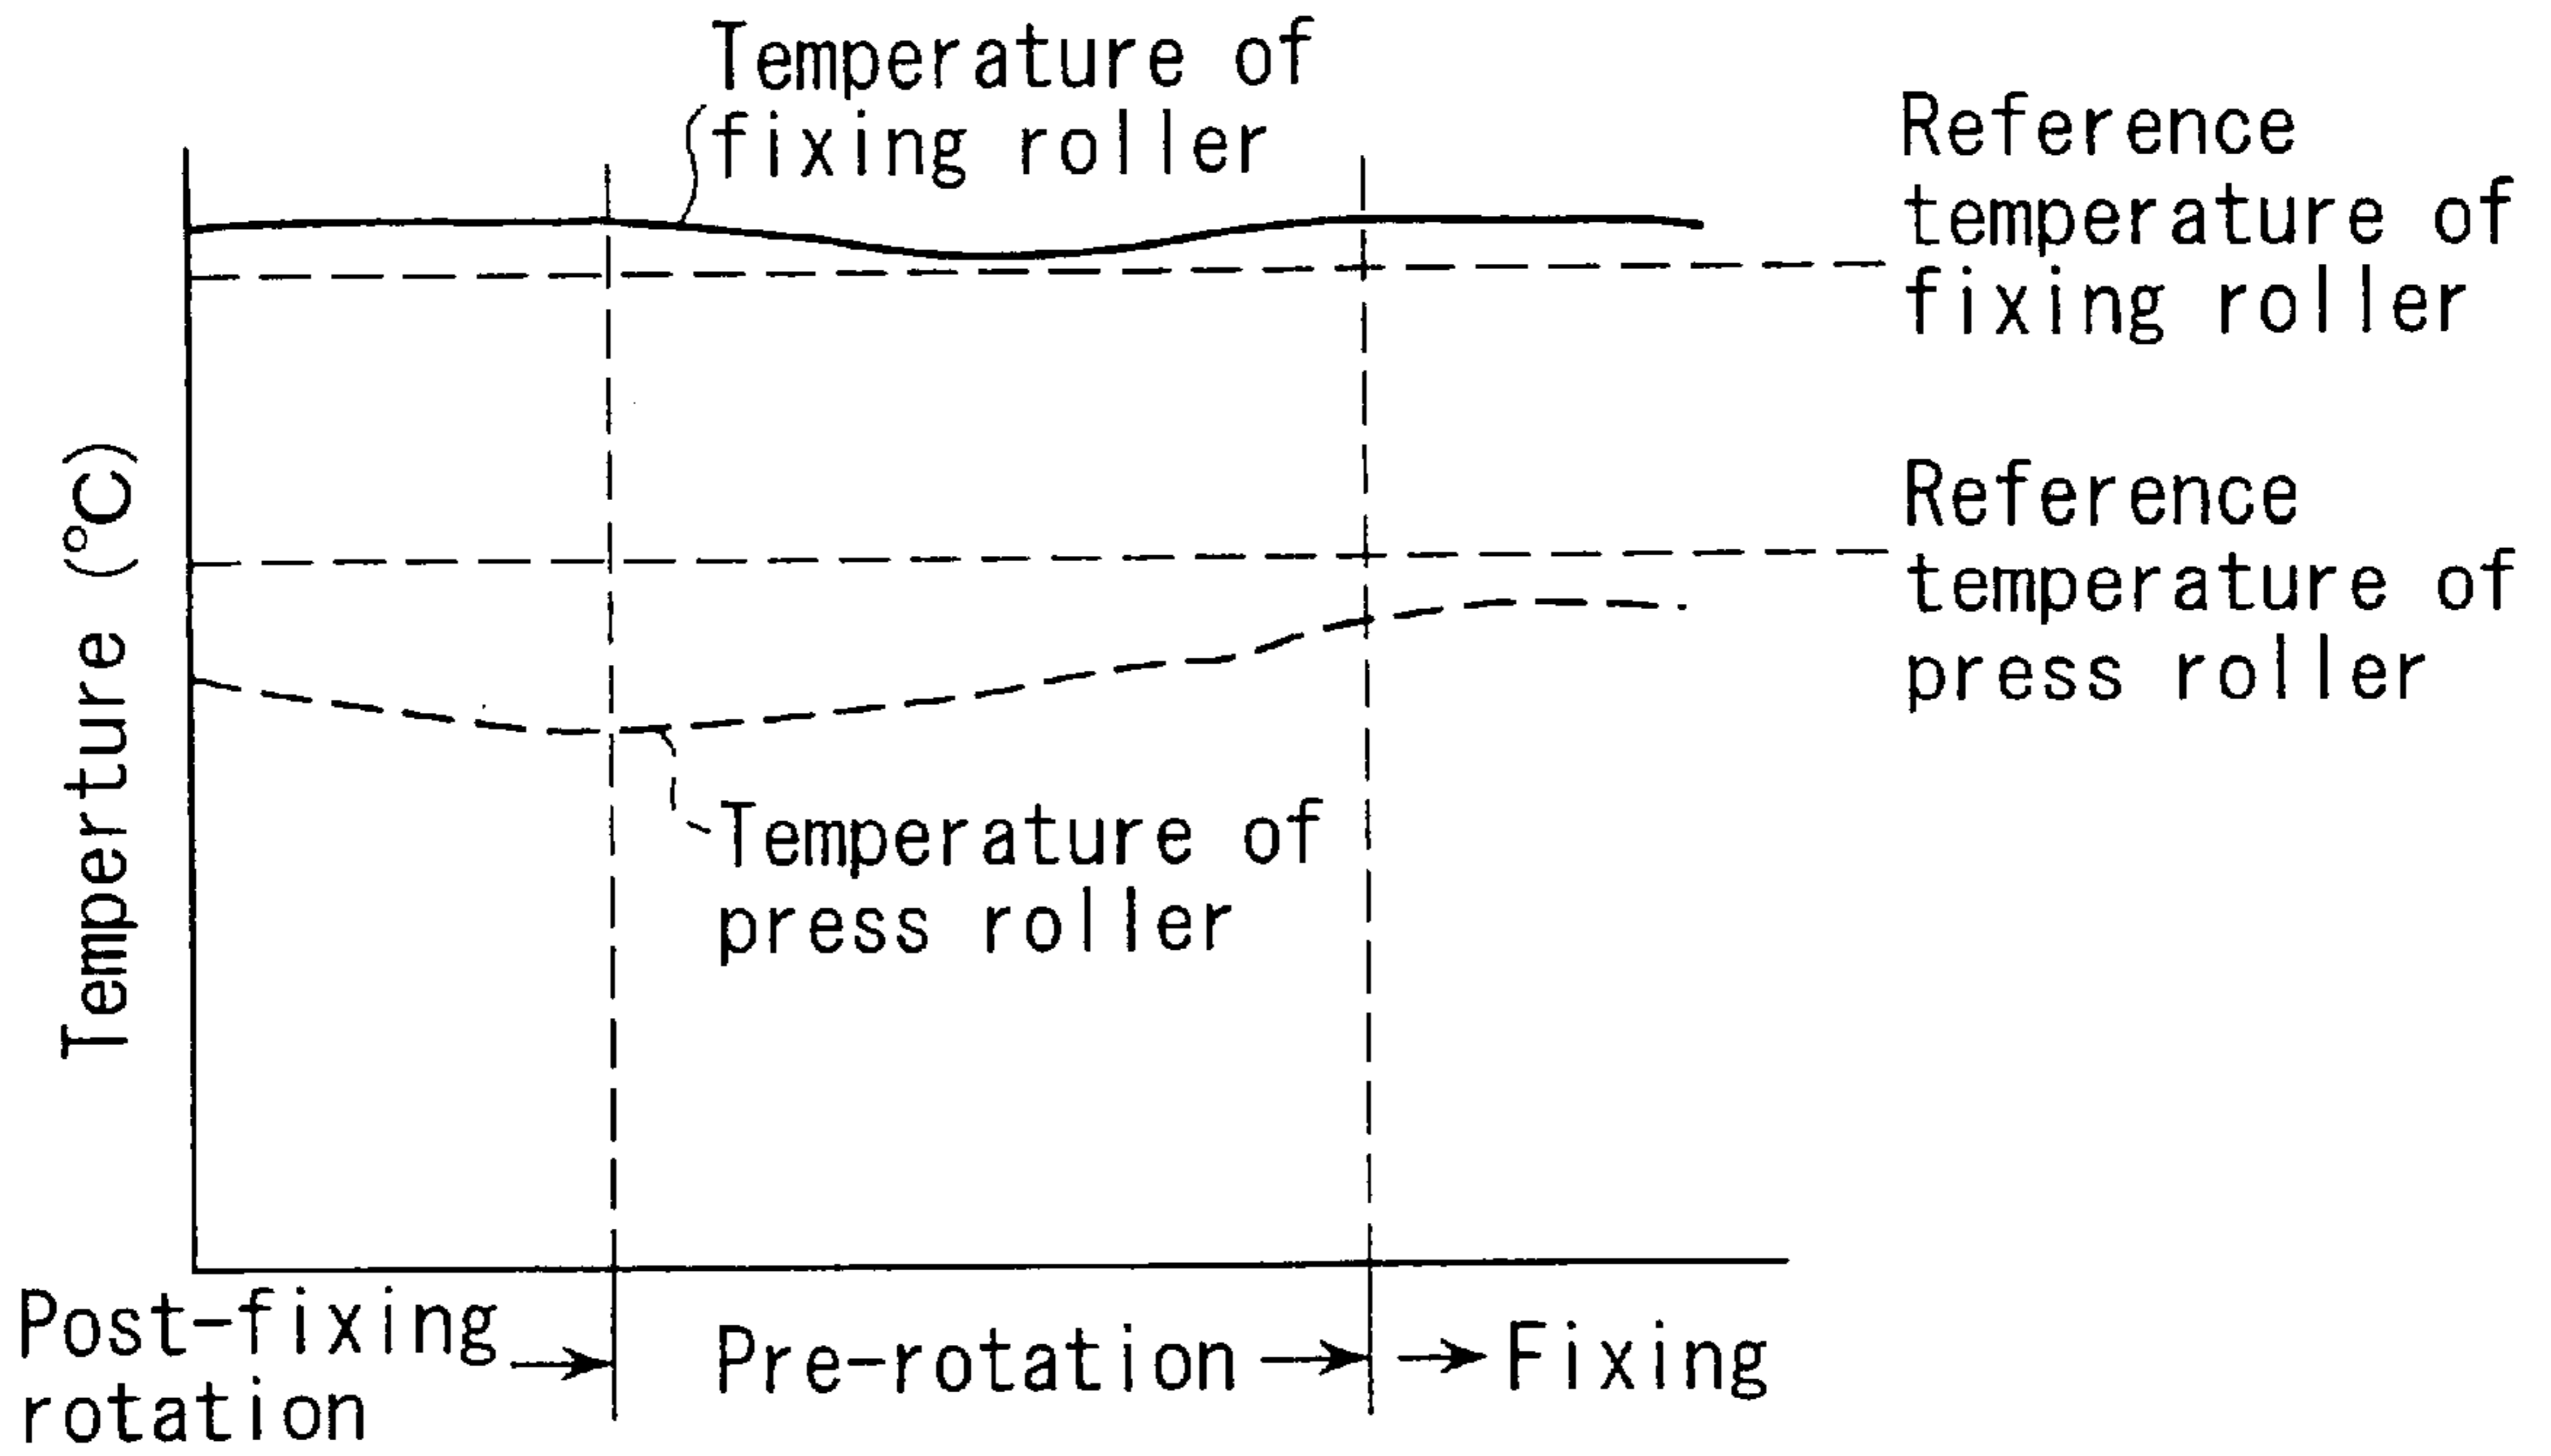 Temperature of
fixing roller
Reference
temperature of
fixing roller
Reference
temperature of
press roller
Temperture (°C)
Temperature of
press roller
Post-fixing
rotation
Pre-rotation
Fixing